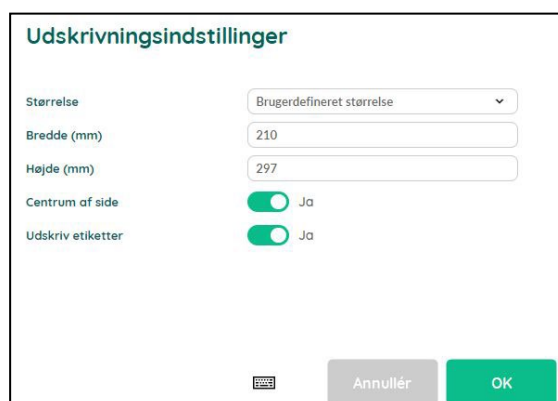 Udskrivningsindstillinger
Størrelse Brugerdefineret størrelse
Bredde (mm) 210
Højde (mm) 297
Centrum af side Ja
Udskriv etiketter Ja
Annullér OK